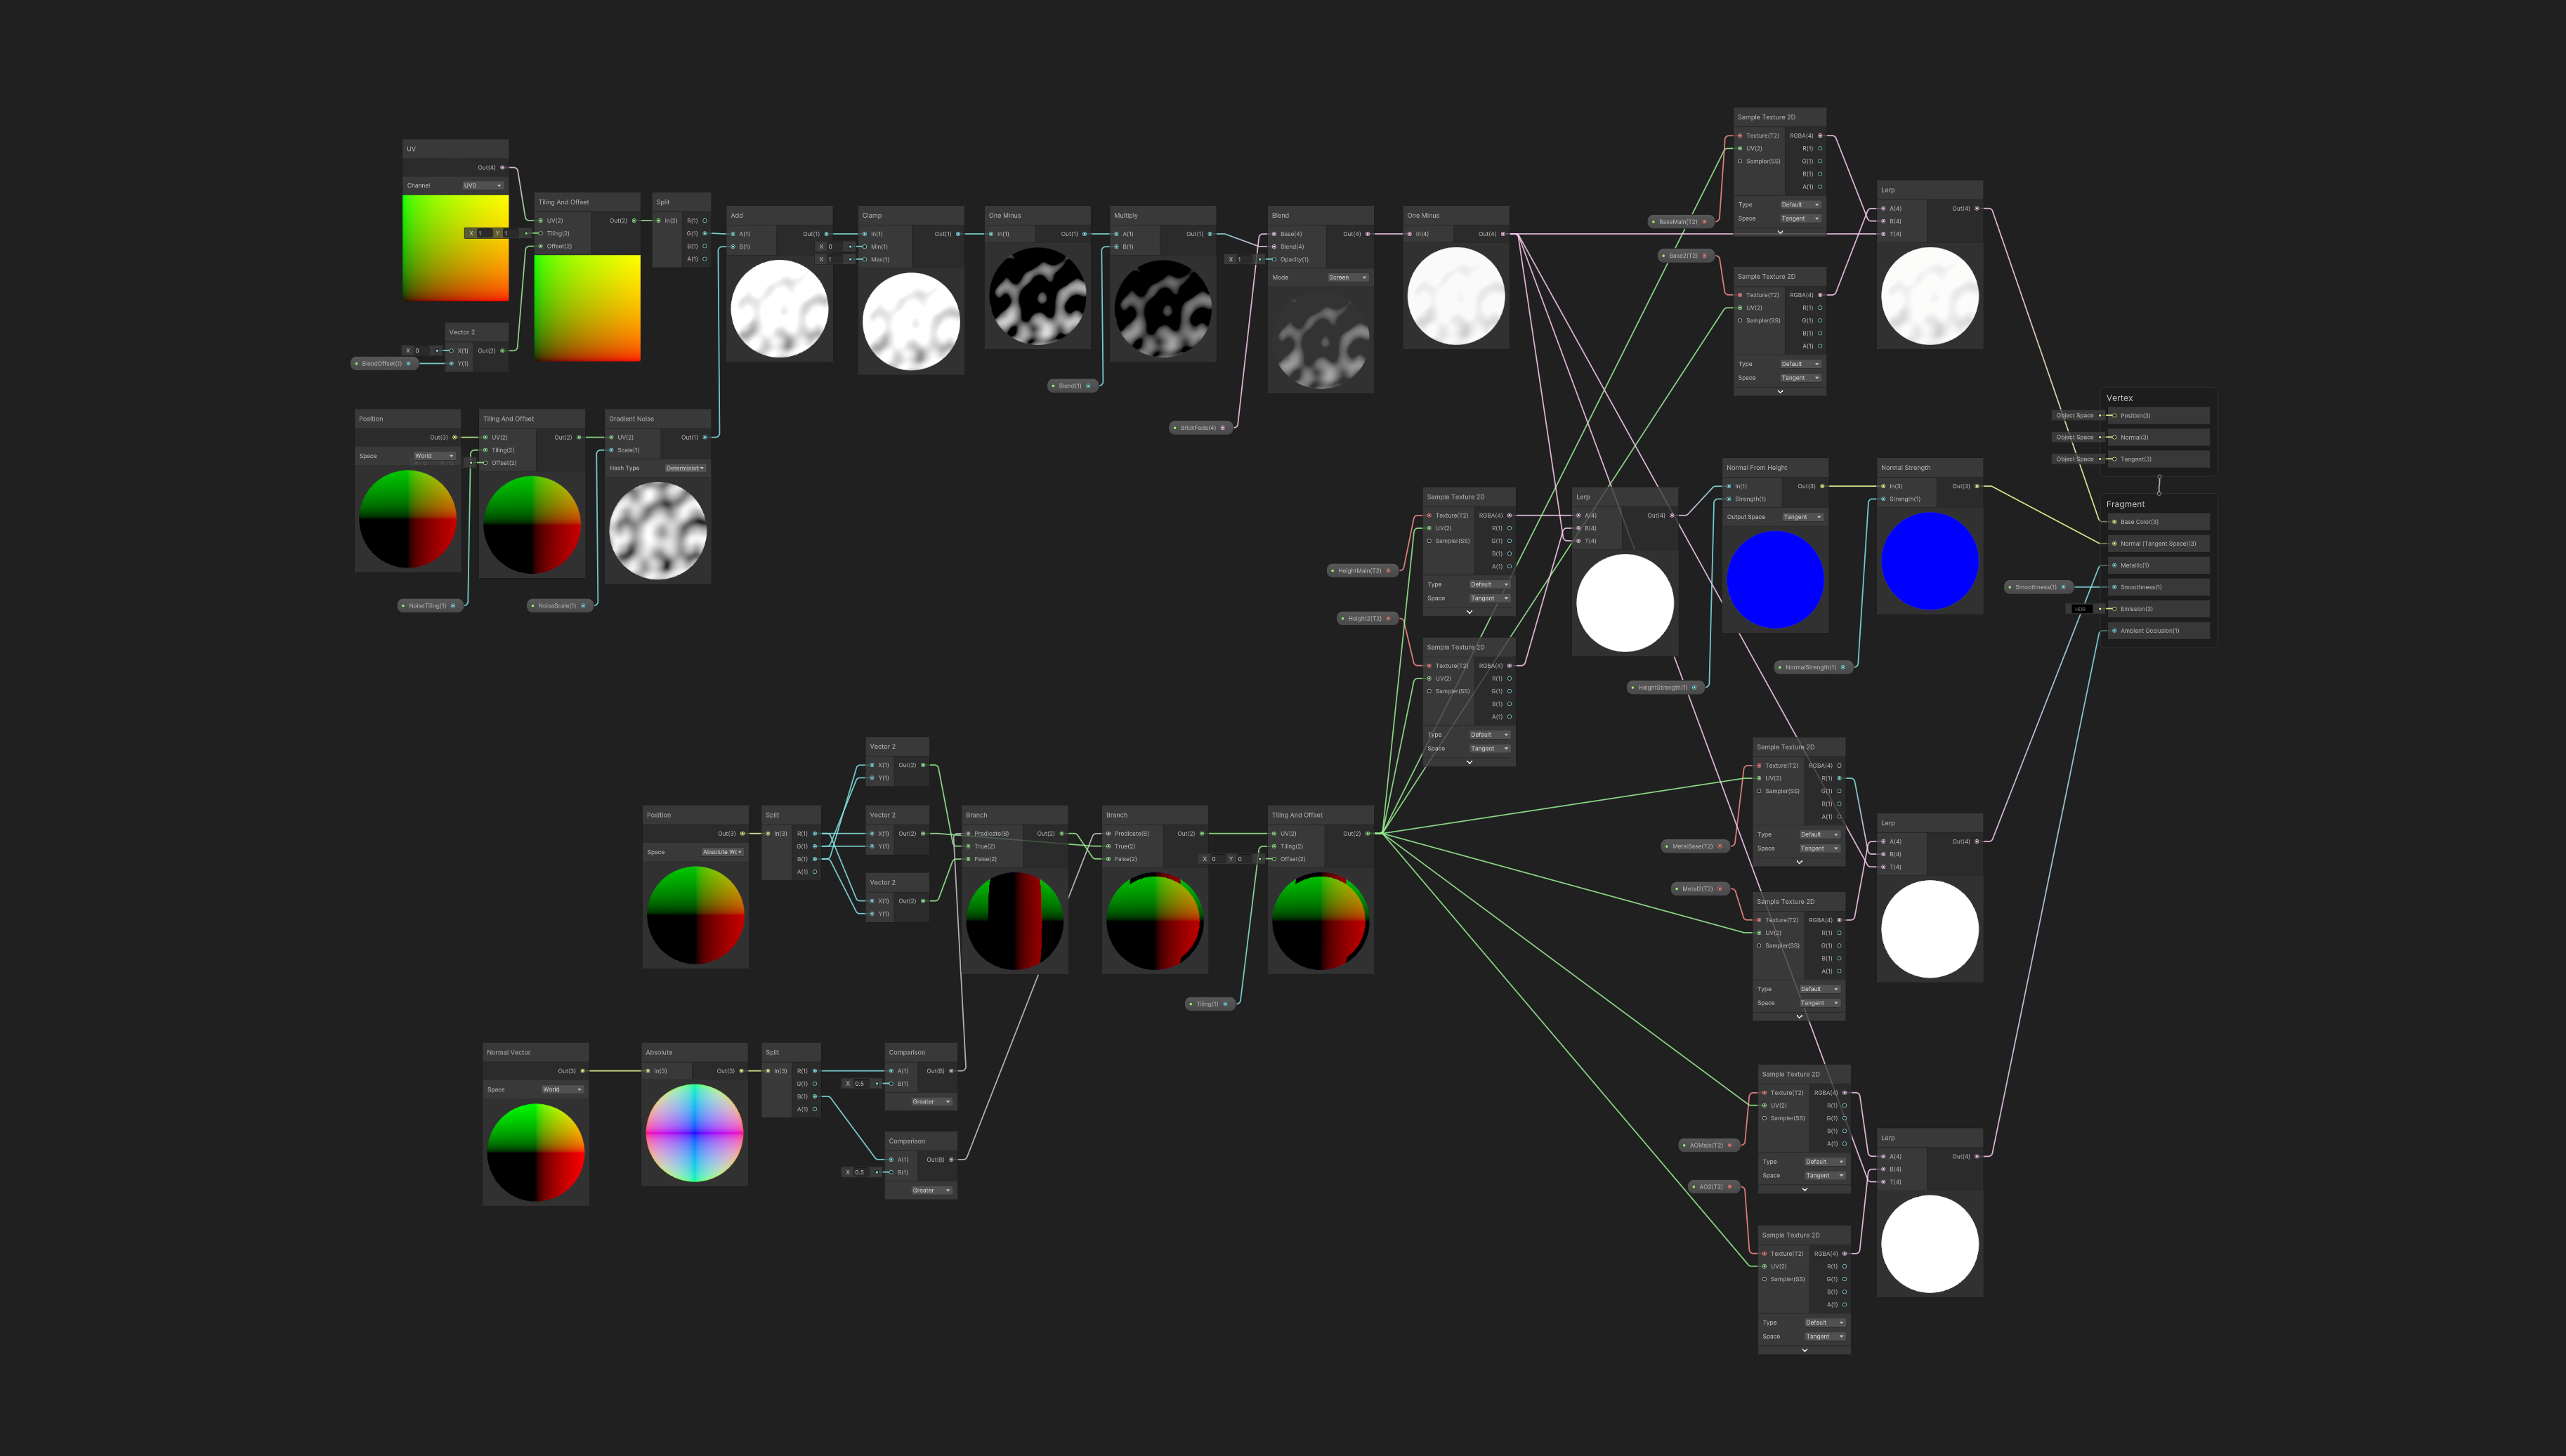 UV
Out(4)
Channel UV0
Tiling And Offset
UV(2) Out(2)
X 1 Y 1 Tiling(2)
Offset(2)
Split
In(2) R(1)
G(1)
B(1)
A(1)
Vector 2
X 0 X(1) Out(2)
BlendOffset(1) Y(1)
Add
A(1) Out(1)
B(1)
Clamp
In(1) Out(1)
X 0 Min(1)
X 1 Max(1)
One Minus
In(1) Out(1)
Multiply
A(1) Out(1)
B(1)
Blend(1)
Blend
Base(4) Out(4)
Blend(4)
X 1 Opacity(1)
Mode Screen
One Minus
In(4) Out(4)
Position
Out(3)
Space World
Tiling And Offset
UV(2) Out(2)
Tiling(2)
Offset(2)
Gradient Noise
UV(2) Out(1)
Scale(1)
Hash Type Determinist
NoiseTiling(1)
NoiseScale(1)
Sample Texture 2D
Texture(T2) RGBA(4)
UV(2) R(1)
Sampler(SS) G(1)
B(1)
A(1)
Type Default
Space Tangent
BaseMain(T2)
Base2(T2)
Sample Texture 2D
Texture(T2) RGBA(4)
UV(2) R(1)
Sampler(SS) G(1)
B(1)
A(1)
Type Default
Space Tangent
Lerp
A(4) Out(4)
B(4)
T(4)
Sample Texture 2D
Texture(T2) RGBA(4)
UV(2) R(1)
Sampler(SS) G(1)
B(1)
A(1)
Type Default
Space Tangent
HeightMain(T2)
Height2(T2)
Sample Texture 2D
Texture(T2) RGBA(4)
UV(2) R(1)
Sampler(SS) G(1)
B(1)
A(1)
Type Default
Space Tangent
Lerp
A(4) Out(4)
B(4)
T(4)
Normal From Height
In(1) Out(3)
Strength(1)
Output Space Tangent
HeightStrength(1)
Normal Strength
In(3) Out(3)
Strength(1)
NormalStrength(1)
Vertex
Object Space Position(3)
Object Space Normal(3)
Object Space Tangent(3)
Fragment
Base Color(3)
Normal (Tangent Space)(3)
Metallic(1)
Smoothness(1) Smoothness(1)
HDR Emission(3)
Ambient Occlusion(1)
Position
Out(3)
Space
Split
In(3) R(1)
G(1)
B(1)
A(1)
Vector 2
X(1) Out(2)
Y(1)
Vector 2
X(1) Out(2)
Y(1)
Vector 2
X(1) Out(2)
Y(1)
Branch
Predicate(B) Out(2)
True(2)
False(2)
Branch
Predicate(B) Out(2)
True(2)
False(2)
Tiling And Offset
UV(2) Out(2)
Tiling(2)
X 0 Y 0 Offset(2)
Tiling(1)
Normal Vector
Out(3)
Space World
Absolute
In(3) Out(3)
Split
In(3) R(1)
G(1)
B(1)
A(1)
Comparison
A(1) Out(B)
X 0.5 B(1)
Greater
Comparison
A(1) Out(B)
X 0.5 B(1)
Greater
Sample Texture 2D
Texture(T2) RGBA(4)
UV(2) R(1)
Sampler(SS) G(1)
B(1)
A(1)
Type Default
Space Tangent
MetalBase(T2)
Metal2(T2)
Sample Texture 2D
Texture(T2) RGBA(4)
UV(2) R(1)
Sampler(SS) G(1)
B(1)
A(1)
Type Default
Space Tangent
Lerp
A(4) Out(4)
B(4)
T(4)
Sample Texture 2D
Texture(T2) RGBA(4)
UV(2) R(1)
Sampler(SS) G(1)
B(1)
A(1)
Type Default
Space Tangent
AOMain(T2)
AO2(T2)
Sample Texture 2D
Texture(T2) RGBA(4)
UV(2) R(1)
Sampler(SS) G(1)
B(1)
A(1)
Type Default
Space Tangent
Lerp
A(4) Out(4)
B(4)
T(4)